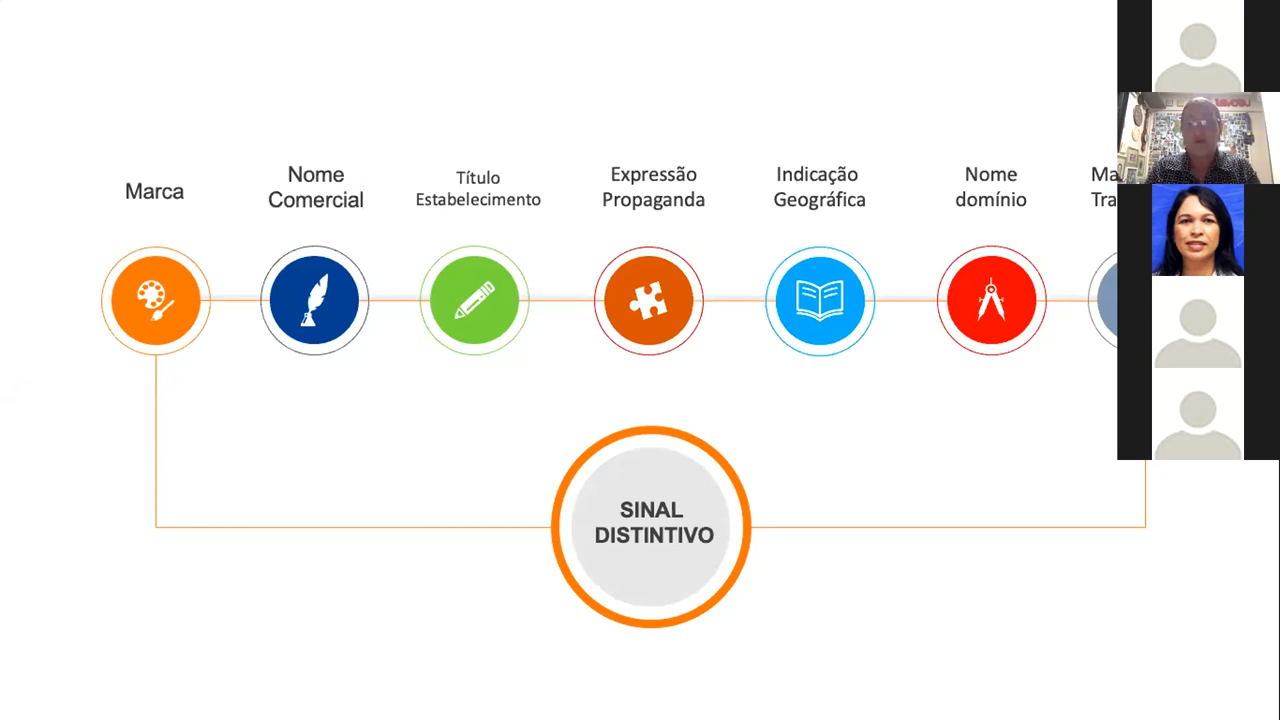 Marca
Nome
Comercial
Título
Estabelecimento
Expressão
Propaganda
Indicação
Geográfica
Nome
domínio
SINAL
DISTINTIVO